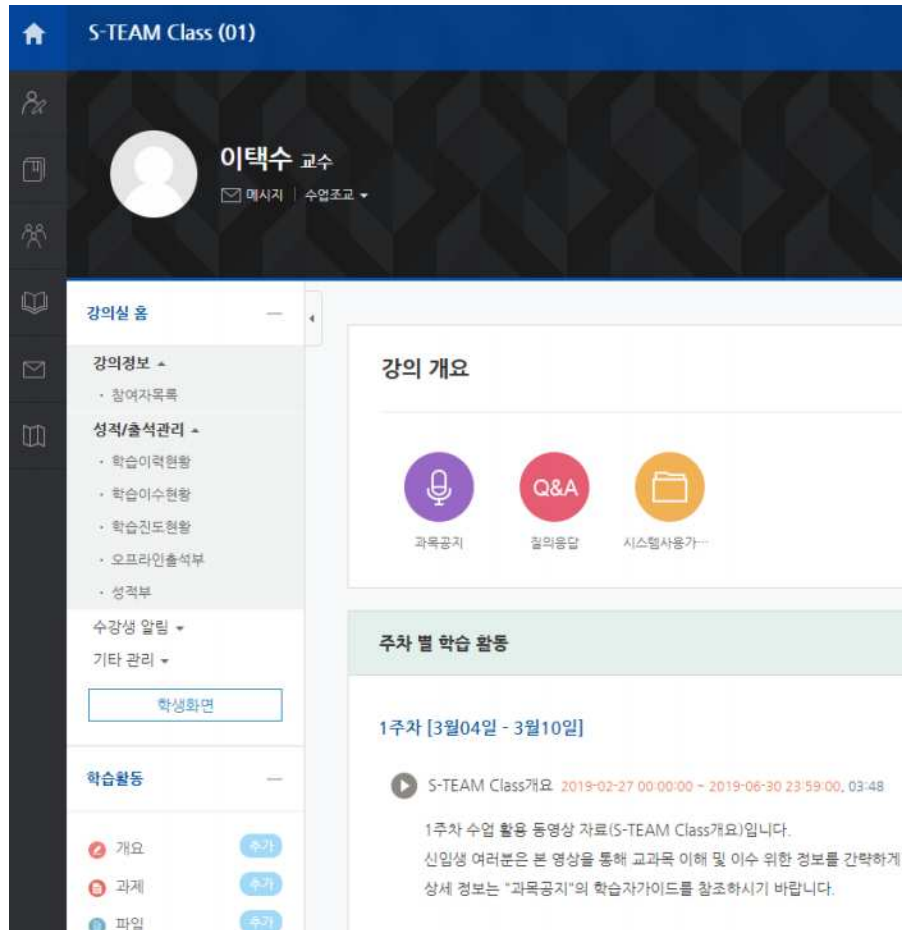 S-TEAM Class (01)
이택수 교수
메시지 | 수업조교
강의실 홈
강의정보
· 참여자목록
성적/출석관리
· 학습이력현황
· 학습이수현황
· 학습진도현황
· 오프라인출석부
· 성적부
수강생 알림
기타 관리
학생화면
학습활동
개요 추가
과제 추가
파일 추가
강의 개요
Q&A
과목공지 질의응답 시스템사용가…
주차 별 학습 활동
1주차 [3월04일 - 3월10일]
S-TEAM Class개요 2019-02-27 00:00:00 ~ 2019-06-30 23:59:00, 03:48
1주차 수업 활용 동영상 자료(S-TEAM Class개요)입니다.
신입생 여러분은 본 영상을 통해 교과목 이해 및 이수 위한 정보를 간략하게
상세 정보는 "과목공지"의 학습자가이드를 참조하시기 바랍니다.